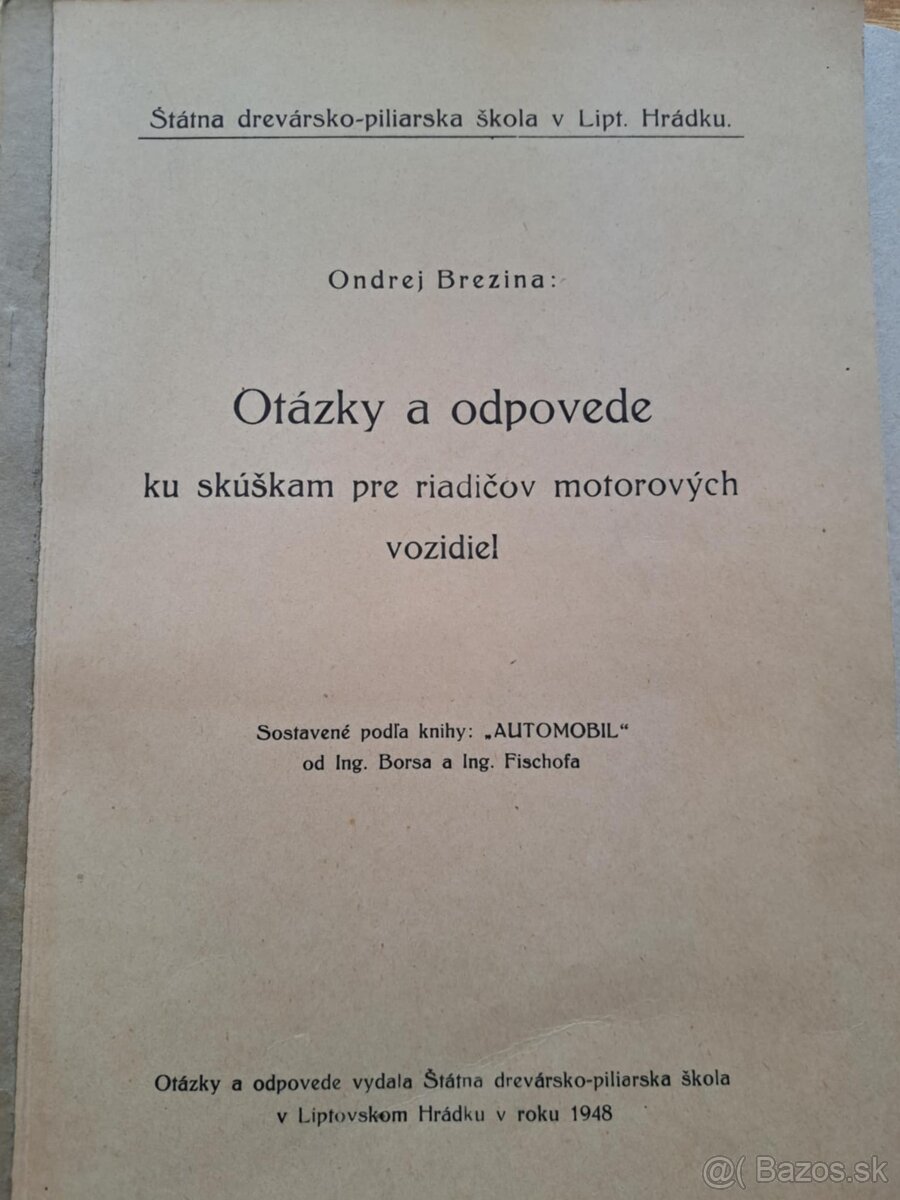 Štátna drevársko-piliarska škola v Lipt. Hrádku.
Ondrej Brezina:
Otázky a odpovede
ku skúškam pre riadičov motorových
vozidiel
Sostavené podľa knihy: „AUTOMOBIL“
od Ing. Borsa a Ing. Fischofa
Otázky a odpovede vydala Štátna drevársko-piliarska škola
v Liptovskom Hrádku v roku 1948
@( Bazos.sk